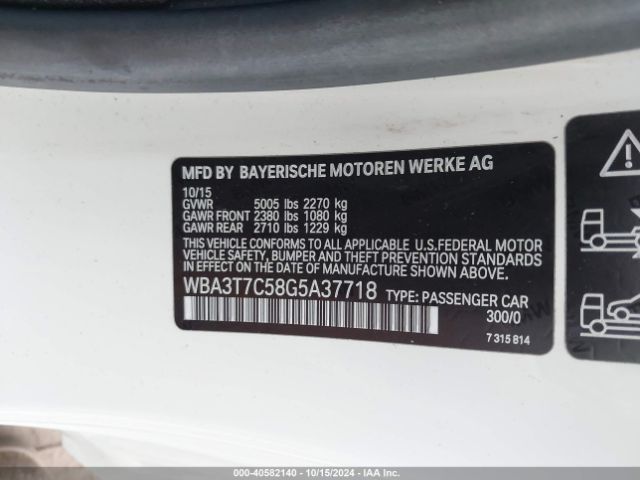 MFD BY BAYERISCHE MOTOREN WERKE AG
10/15
GVWR 5005 lbs 2270 kg
GAWR FRONT 2380 lbs 1080 kg
GAWR REAR 2710 lbs 1229 kg
THIS VEHICLE CONFORMS TO ALL APPLICABLE U.S.FEDERAL MOTOR
VEHICLE SAFETY, BUMPER AND THEFT PREVENTION STANDARDS
IN EFFECT ON THE DATE OF MANUFACTURE SHOWN ABOVE.
WBA3T7C58G5A37718 TYPE: PASSENGER CAR
300/0
7 315 814
000-40582140 - 10/15/2024 - IAA Inc.